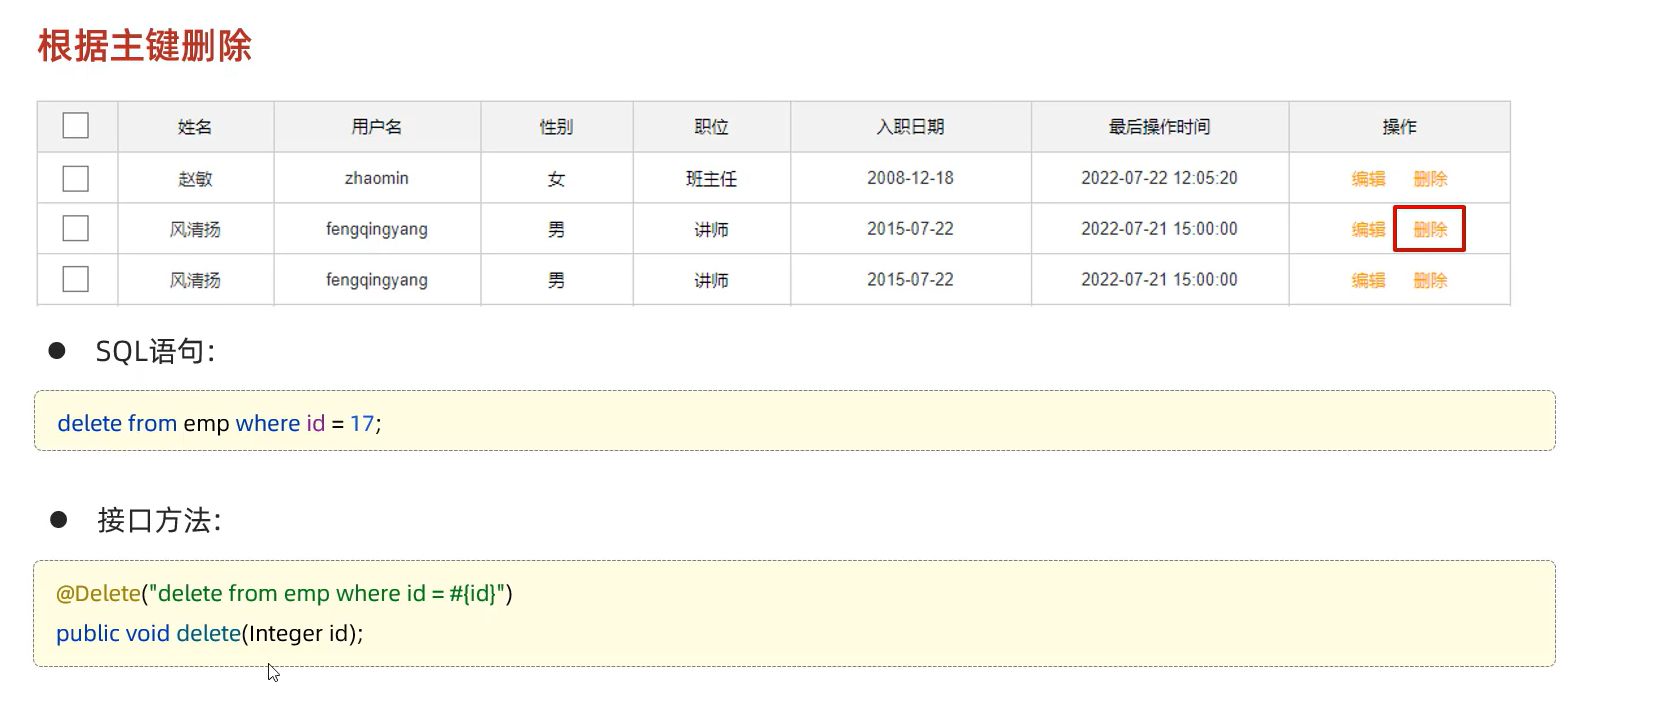 根据主键删除
姓名 用户名 性别 职位 入职日期 最后操作时间 操作
赵敏 zhaomin 女 班主任 2008-12-18 2022-07-22 12:05:20 编辑 删除
风清扬 fengqingyang 男 讲师 2015-07-22 2022-07-21 15:00:00 编辑 删除
风清扬 fengqingyang 男 讲师 2015-07-22 2022-07-21 15:00:00 编辑 删除
● SQL语句：
delete from emp where id = 17;
● 接口方法：
@Delete("delete from emp where id = #{id}")
public void delete(Integer id);